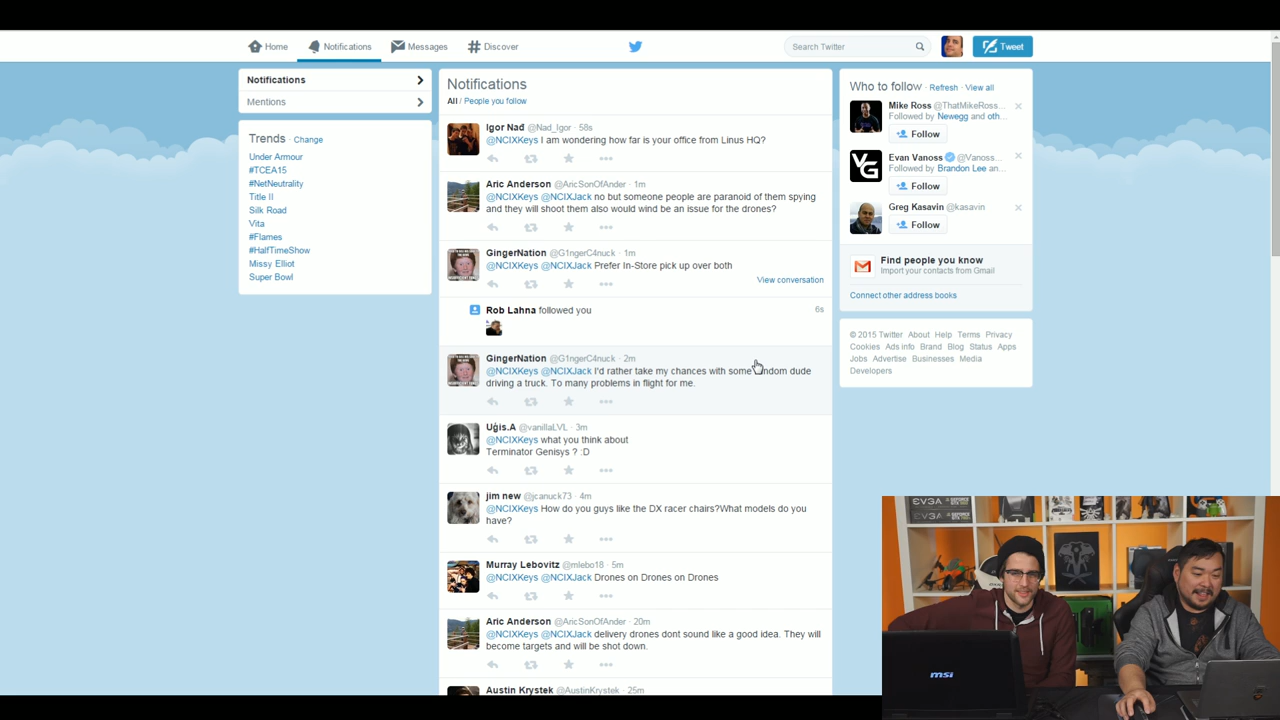 Home
Notifications
Messages
Discover
Search Twitter
Tweet
Notifications
Mentions
Trends · Change
Under Armour
#TCEA15
#NetNeutrality
Title II
Silk Road
Vita
#Flames
#HalfTimeShow
Missy Elliot
Super Bowl
Notifications
All / People you follow
Igor Nađ @Nad_Igor · 58s
@NCIXKeys I am wondering how far is your office from Linus HQ?
Aric Anderson @AricSonOfAnder · 1m
@NCIXKeys @NCIXJack no but someone people are paranoid of them spying
and they will shoot them also would wind be an issue for the drones?
GingerNation @G1ngerC4nuck · 1m
@NCIXKeys @NCIXJack Prefer In-Store pick up over both
View conversation
Rob Lahna followed you
6s
GingerNation @G1ngerC4nuck · 2m
@NCIXKeys @NCIXJack I'd rather take my chances with some random dude
driving a truck. To many problems in flight for me.
Uģis.A @vanillaLVL · 3m
@NCIXKeys what you think about
Terminator Genisys ? :D
jim new @jcanuck73 · 4m
@NCIXKeys How do you guys like the DX racer chairs?What models do you
have?
Murray Lebovitz @mlebo18 · 5m
@NCIXKeys @NCIXJack Drones on Drones on Drones
Aric Anderson @AricSonOfAnder · 20m
@NCIXKeys @NCIXJack delivery drones dont sound like a good idea. They will
become targets and will be shot down.
Austin Krystek @AustinKrystek · 25m
Who to follow · Refresh · View all
Mike Ross @ThatMikeRoss...
Followed by Newegg and oth...
Follow
Evan Vanoss @Vanoss...
Followed by Brandon Lee an...
Follow
Greg Kasavin @kasavin
Follow
VG
Find people you know
Import your contacts from Gmail
Connect other address books
© 2015 Twitter About Help Terms Privacy
Cookies Ads info Brand Blog Status Apps
Jobs Advertise Businesses Media
Developers
EVGA
EVGA
msi